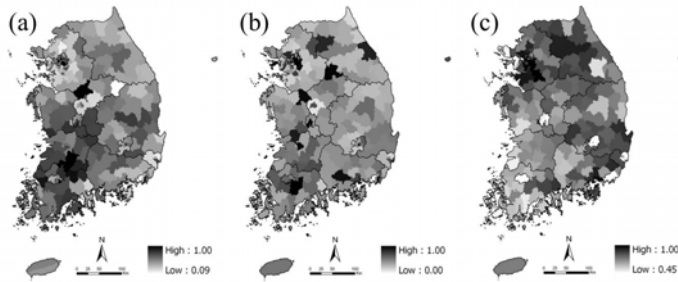 (a)
(b)
(c)
N
High : 1.00
Low : 0.09
N
High : 1.00
Low : 0.00
N
High : 1.00
Low : 0.45